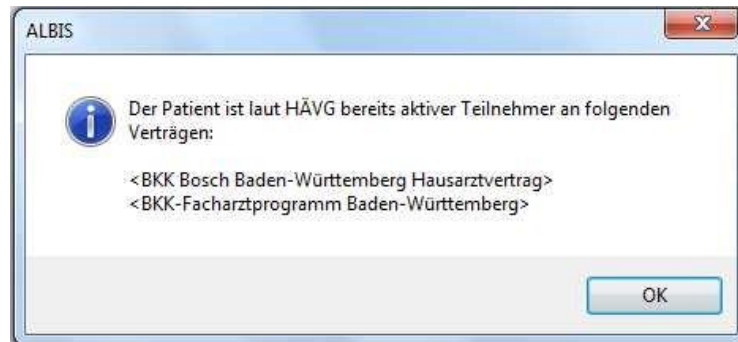 ALBIS
Der Patient ist laut HÄVG bereits aktiver Teilnehmer an folgenden
Verträgen:
<BKK Bosch Baden-Württemberg Hausarztvertrag>
<BKK-Facharztprogramm Baden-Württemberg>
OK